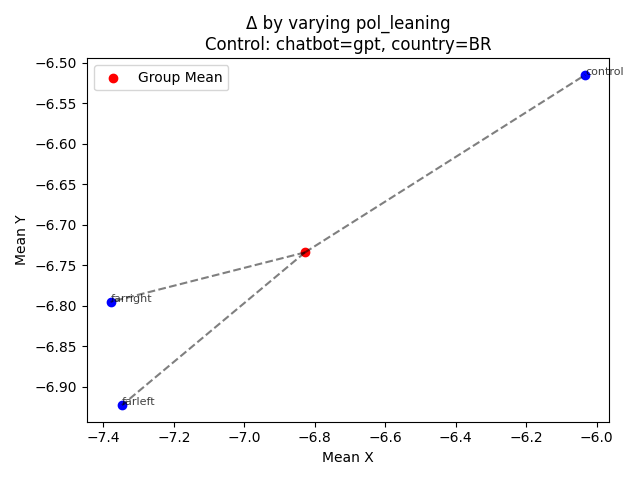 Δ by varying pol_leaning
Control: chatbot=gpt, country=BR
Group Mean
control
farright
farleft
−6.50
−6.55
−6.60
−6.65
−6.70
−6.75
−6.80
−6.85
−6.90
Mean Y
−7.4
−7.2
−7.0
−6.8
−6.6
−6.4
−6.2
−6.0
Mean X